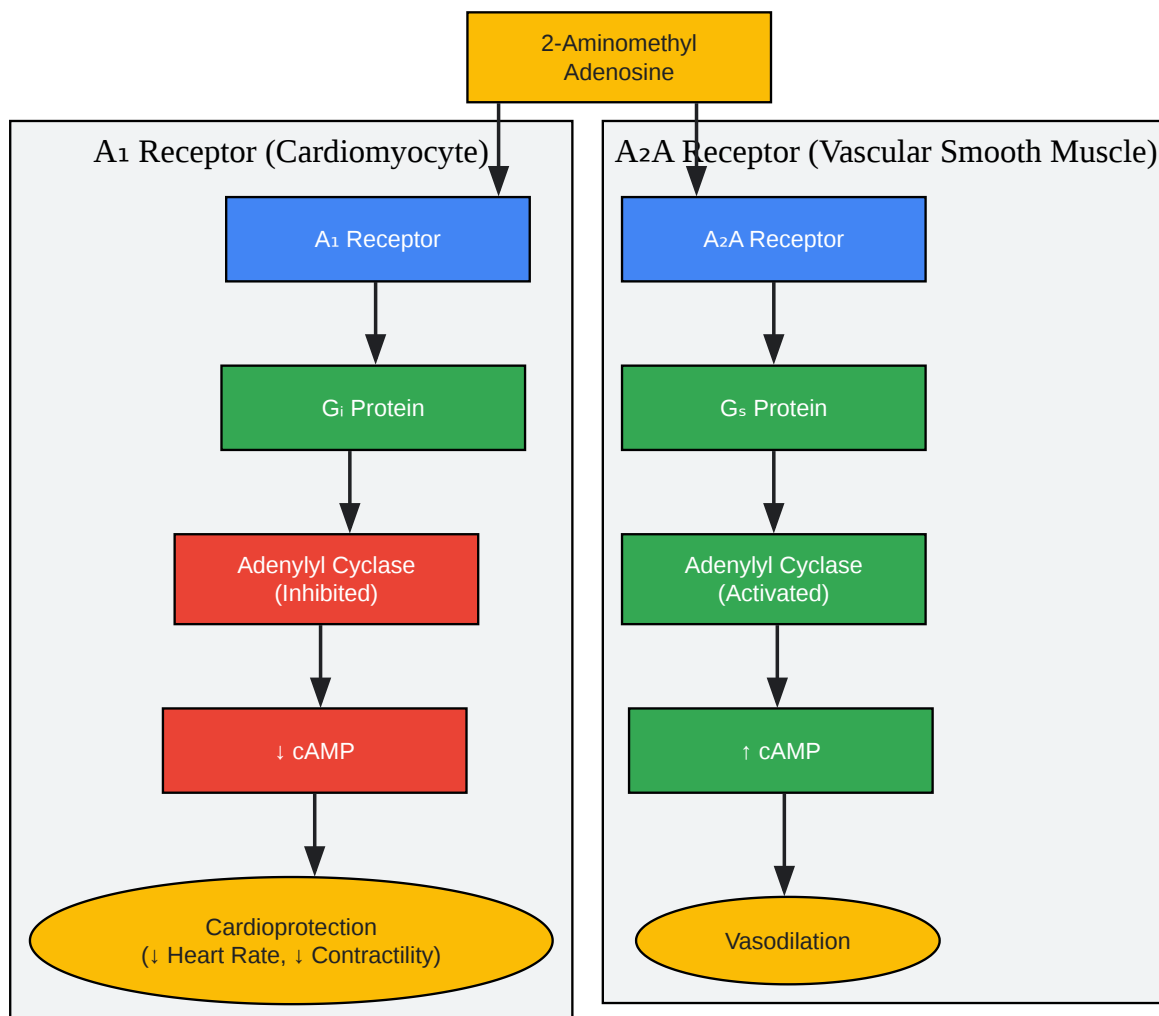 2-Aminomethyl
Adenosine
A₁ Receptor (Cardiomyocyte)
A₁ Receptor
Gᵢ Protein
Adenylyl Cyclase
(Inhibited)
↓ cAMP
Cardioprotection
(↓ Heart Rate, ↓ Contractility)
A₂A Receptor (Vascular Smooth Muscle)
A₂A Receptor
Gₛ Protein
Adenylyl Cyclase
(Activated)
↑ cAMP
Vasodilation